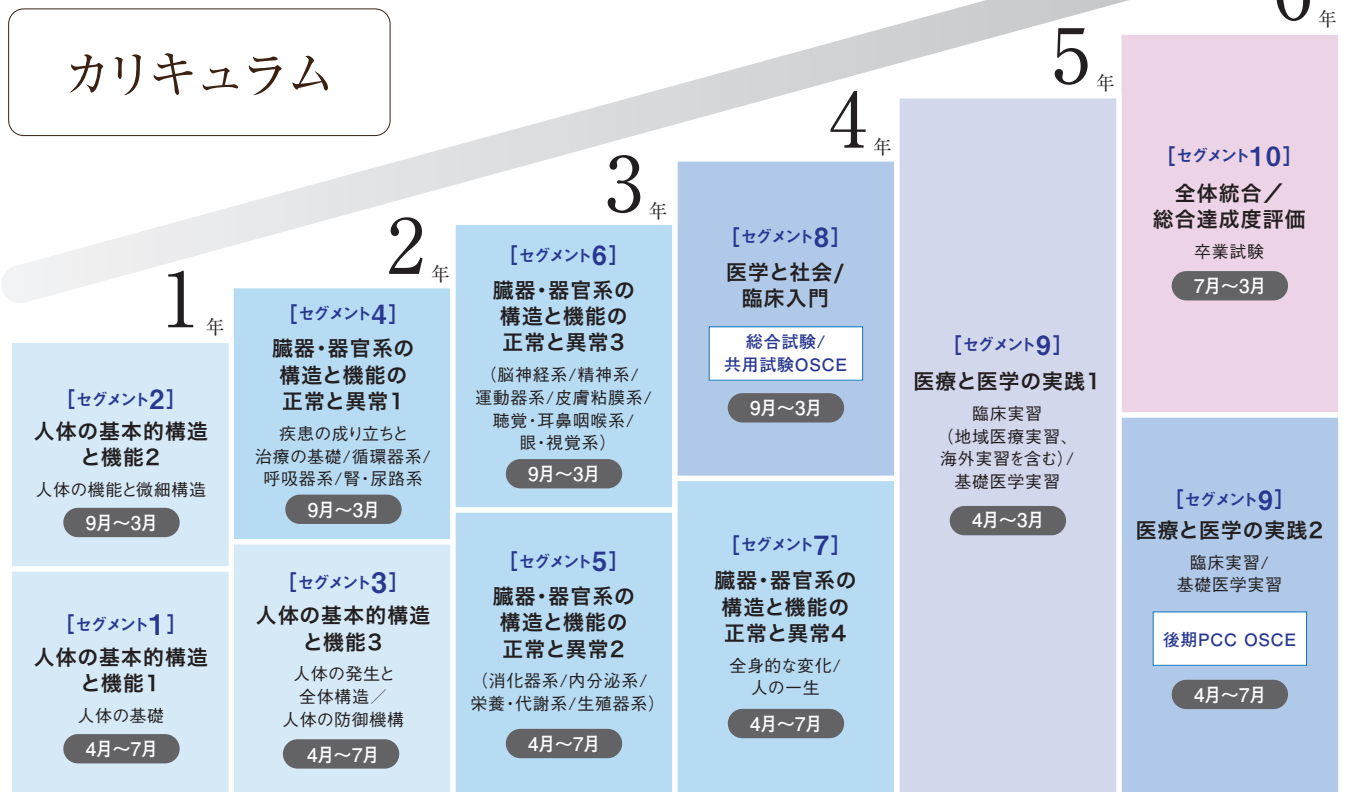 カリキュラム
1年
[セグメント2]
人体の基本的構造
と機能2
人体の機能と微細構造
9月～3月
[セグメント1]
人体の基本的構造
と機能1
人体の基礎
4月～7月
2年
[セグメント4]
臓器・器官系の
構造と機能の
正常と異常1
疾患の成り立ちと
治療の基礎/循環器系/
呼吸器系/腎・尿路系
9月～3月
[セグメント3]
人体の基本的構造
と機能3
人体の発生と
全体構造／
人体の防御機構
4月～7月
3年
[セグメント6]
臓器・器官系の
構造と機能の
正常と異常3
(脳神経系/精神系/
運動器系/皮膚粘膜系/
聴覚・耳鼻咽喉系/
眼・視覚系)
9月～3月
[セグメント5]
臓器・器官系の
構造と機能の
正常と異常2
(消化器系/内分泌系/
栄養・代謝系/生殖器系)
4月～7月
4年
[セグメント8]
医学と社会/
臨床入門
総合試験/
共用試験OSCE
9月～3月
[セグメント7]
臓器・器官系の
構造と機能の
正常と異常4
全身的な変化/
人の一生
4月～7月
5年
[セグメント9]
医療と医学の実践1
臨床実習
(地域医療実習、
海外実習を含む)/
基礎医学実習
4月～3月
6年
[セグメント10]
全体統合／
総合達成度評価
卒業試験
7月～3月
[セグメント9]
医療と医学の実践2
臨床実習/
基礎医学実習
後期PCC OSCE
4月～7月